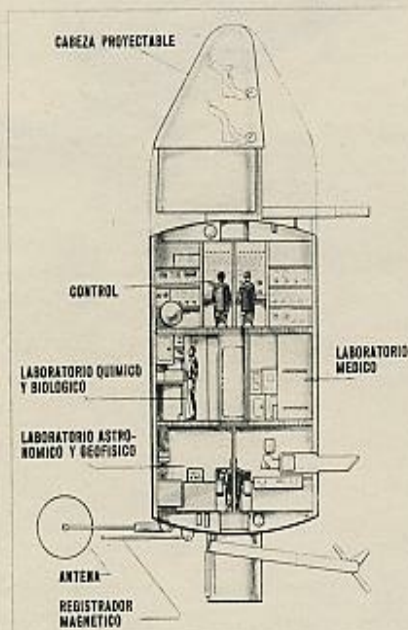 CABEZA PROYECTABLE
CONTROL
LABORATORIO QUIMICO
Y BIOLOGICO
LABORATORIO
MEDICO
LABORATORIO ASTRO-
NOMICO Y GEOFISICO
ANTENA
REGISTRADOR
MAGNETICO